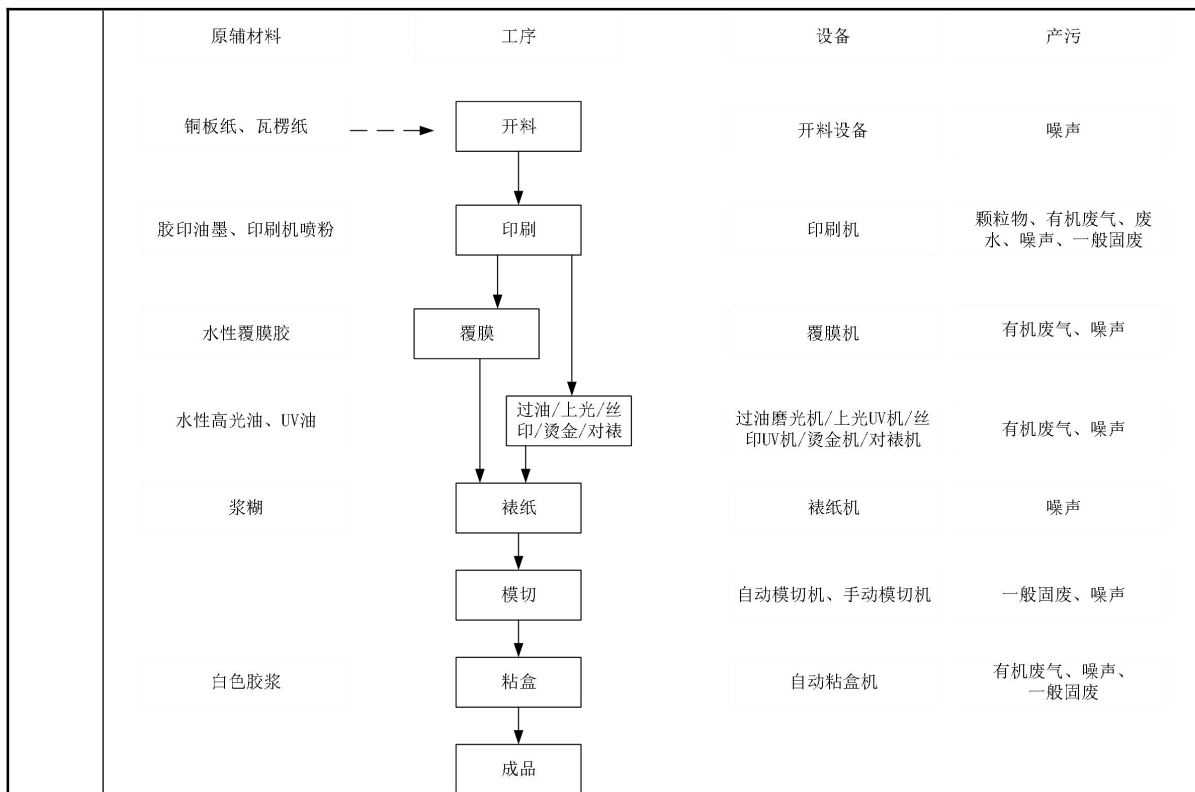 原辅材料
工序
设备
产污
铜板纸、瓦楞纸
开料
开料设备
噪声
胶印油墨、印刷机喷粉
印刷
印刷机
颗粒物、有机废气、废
水、噪声、一般固废
水性覆膜胶
覆膜
覆膜机
有机废气、噪声
水性高光油、UV油
过油/上光/丝
印/烫金/对裱
过油磨光机/上光UV机/丝
印UV机/烫金机/对裱机
有机废气、噪声
浆糊
裱纸
裱纸机
噪声
模切
自动模切机、手动模切机
一般固废、噪声
白色胶浆
粘盒
自动粘盒机
有机废气、噪声、
一般固废
成品